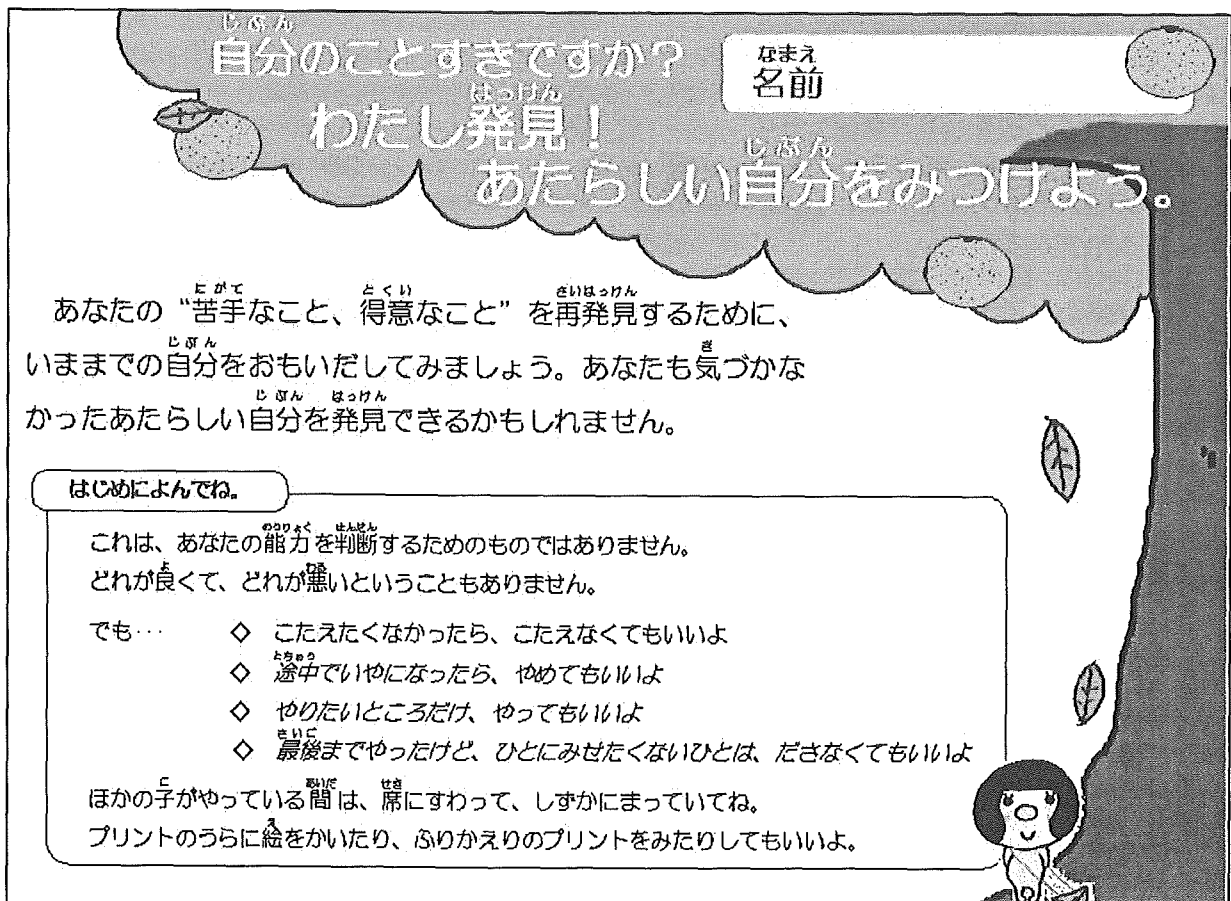 自分のことすきですか？
名前
わたし発見！
あたらしい自分をみつけよう。
あなたの“苦手なこと、得意なこと”を再発見するために、
いままでの自分をおもいだしてみましょう。あなたも気づかな
かったあたらしい自分を発見できるかもしれません。
はじめによんでね。
これは、あなたの能力を判断するためのものではありません。
どれが良くて、どれが悪いということもありません。
でも… ◇ こたえたくなかったら、こたえなくてもいいよ
◇ 途中でいやになったら、やめてもいいよ
◇ やりたいところだけ、やってもいいよ
◇ 最後までやったけど、ひとにみせたくないひとは、ださなくてもいいよ
ほかの子がやっている間は、席にすわって、しずかにまっていてね。
プリントのうらに絵をかいたり、ふりかえりのプリントをみたりしてもいいよ。